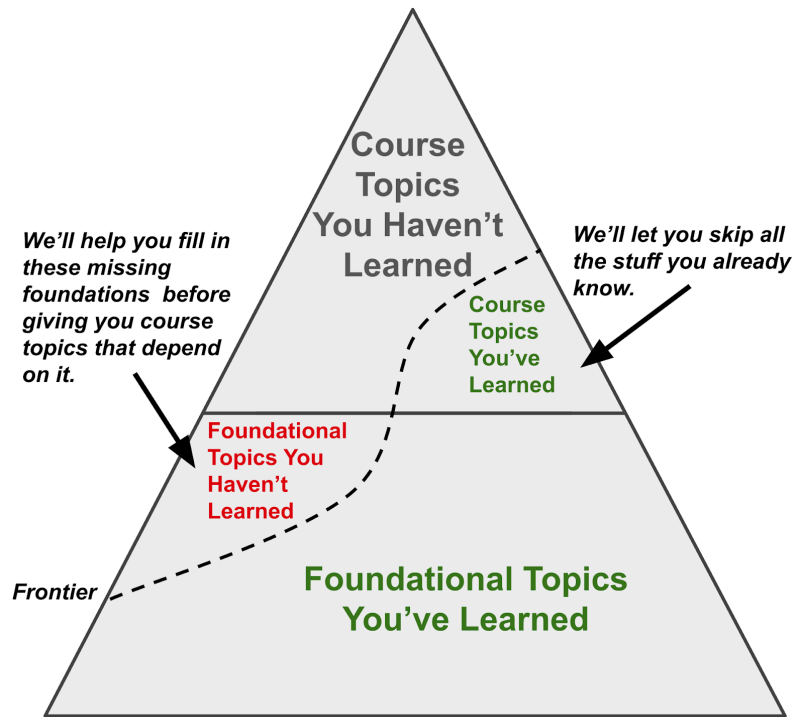 Course
Topics
You Haven't
Learned
We'll help you fill in
these missing
foundations  before
giving you course
topics that depend
on it.
We'll let you skip all
the stuff you already
know.
Course
Topics
You've
Learned
Foundational
Topics You
Haven't
Learned
Frontier
Foundational Topics
You've Learned